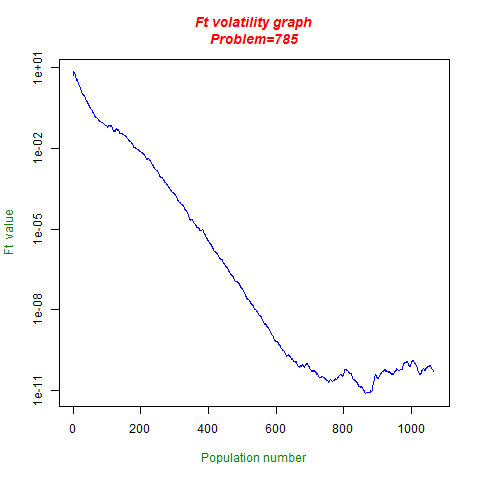 Ft volatility graph
Problem=785
1e+01
1e-02
1e-05
1e-08
1e-11
Ft value
0 200 400 600 800 1000
Population number